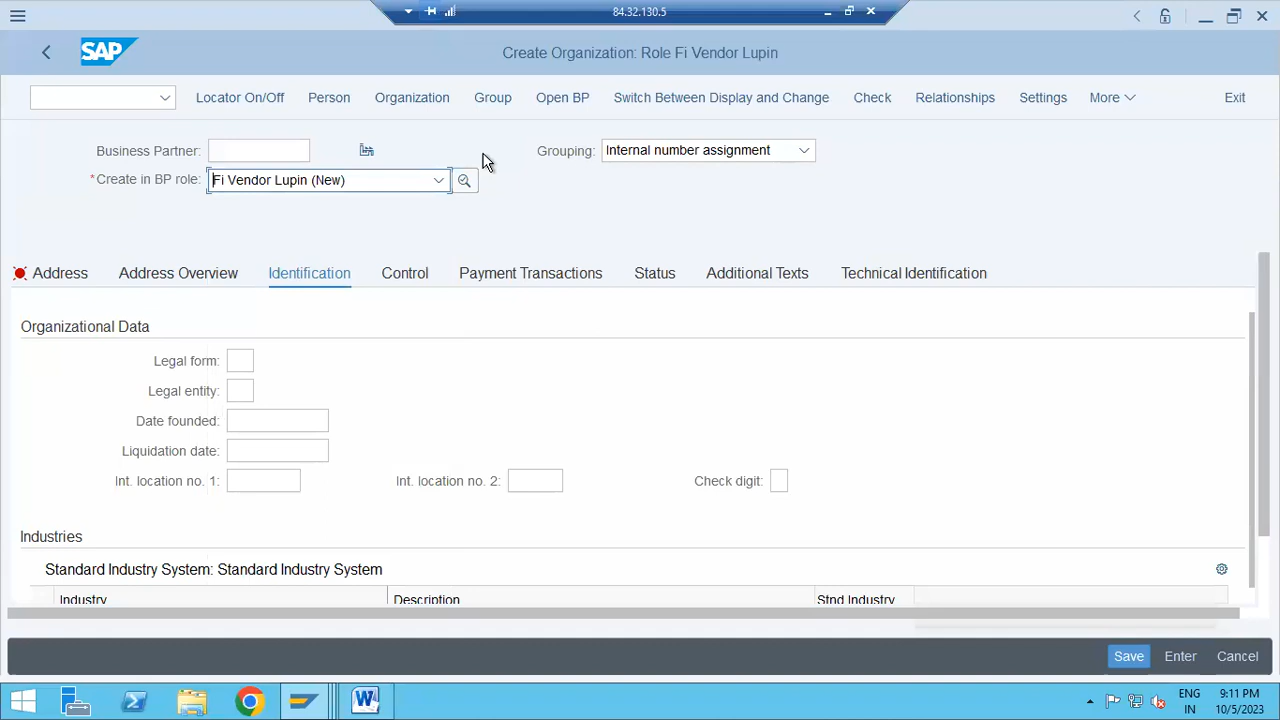 84.32.130.5
SAP
Create Organization: Role Fi Vendor Lupin
Locator On/Off Person Organization Group Open BP Switch Between Display and Change Check Relationships Settings More Exit
Business Partner: Grouping: Internal number assignment
*Create in BP role: Fi Vendor Lupin (New)
Address Address Overview Identification Control Payment Transactions Status Additional Texts Technical Identification
Organizational Data
Legal form:
Legal entity:
Date founded:
Liquidation date:
Int. location no. 1: Int. location no. 2: Check digit:
Industries
Standard Industry System: Standard Industry System
Industry Description Stnd Industry
Save Enter Cancel
ENG 9:11 PM
IN 10/5/2023